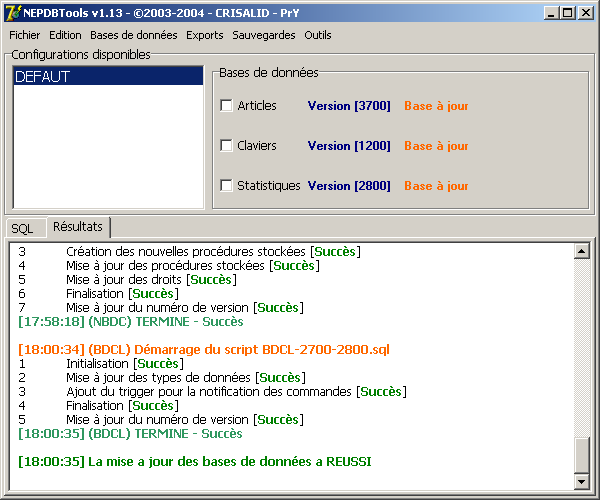 NEPDBTools v1.13 - ©2003-2004 - CRISALID - PrY
Fichier Edition Bases de données Exports Sauvegardes Outils
Configurations disponibles
DEFAUT
Bases de données
Articles Version [3700] Base à jour
Claviers Version [1200] Base à jour
Statistiques Version [2800] Base à jour
SQL Résultats
3 Création des nouvelles procédures stockées [Succès]
4 Mise à jour des procédures stockées [Succès]
5 Mise à jour des droits [Succès]
6 Finalisation [Succès]
7 Mise à jour du numéro de version [Succès]
[17:58:18] (NBDC) TERMINE - Succès
[18:00:34] (BDCL) Démarrage du script BDCL-2700-2800.sql
1 Initialisation [Succès]
2 Mise à jour des types de données [Succès]
3 Ajout du trigger pour la notification des commandes [Succès]
4 Finalisation [Succès]
5 Mise à jour du numéro de version [Succès]
[18:00:35] (BDCL) TERMINE - Succès
[18:00:35] La mise a jour des bases de données a REUSSI